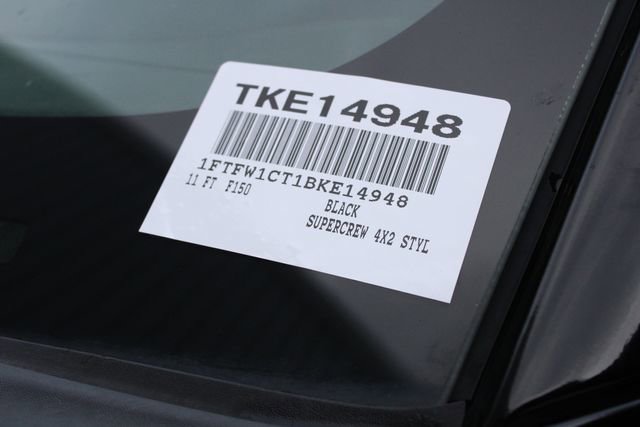 TKE14948
1FTFW1CT1BKE14948
11 FT F150
BLACK
SUPERCREW 4X2 STYL